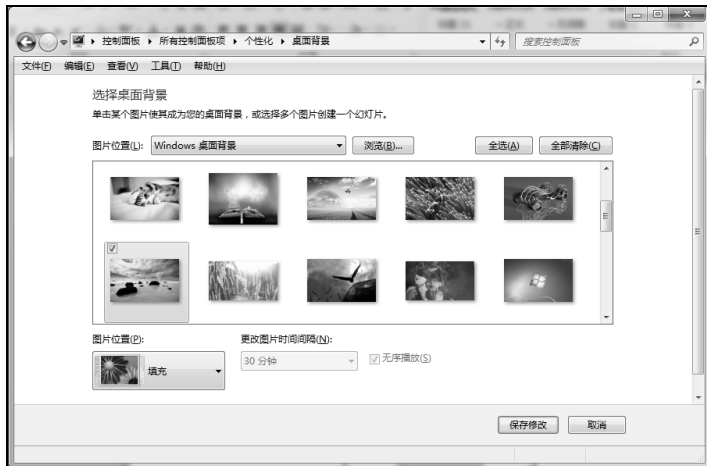 控制面板 ▸ 所有控制面板项 ▸ 个性化 ▸ 桌面背景
搜索控制面板
文件(F) 编辑(E) 查看(V) 工具(T) 帮助(H)
选择桌面背景
单击某个图片使其成为您的桌面背景，或选择多个图片创建一个幻灯片。
图片位置(L): Windows 桌面背景 浏览(B)... 全选(A) 全部清除(C)
图片位置(P): 更改图片时间间隔(N):
填充 30 分钟 无序播放(S)
保存修改 取消